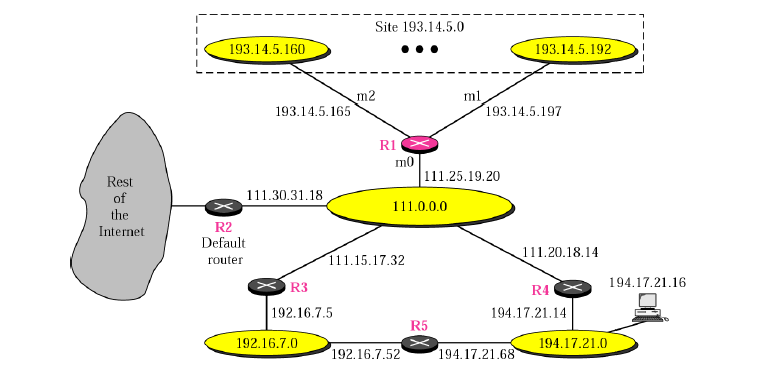 Site 193.14.5.0
193.14.5.160
193.14.5.192
m2
m1
193.14.5.165
193.14.5.197
R1
m0
111.25.19.20
Rest
of
the
Internet
111.30.31.18
111.0.0.0
R2
Default
router
111.15.17.32
111.20.18.14
R3
R4
194.17.21.16
192.16.7.5
194.17.21.14
R5
192.16.7.0
192.16.7.52
194.17.21.68
194.17.21.0